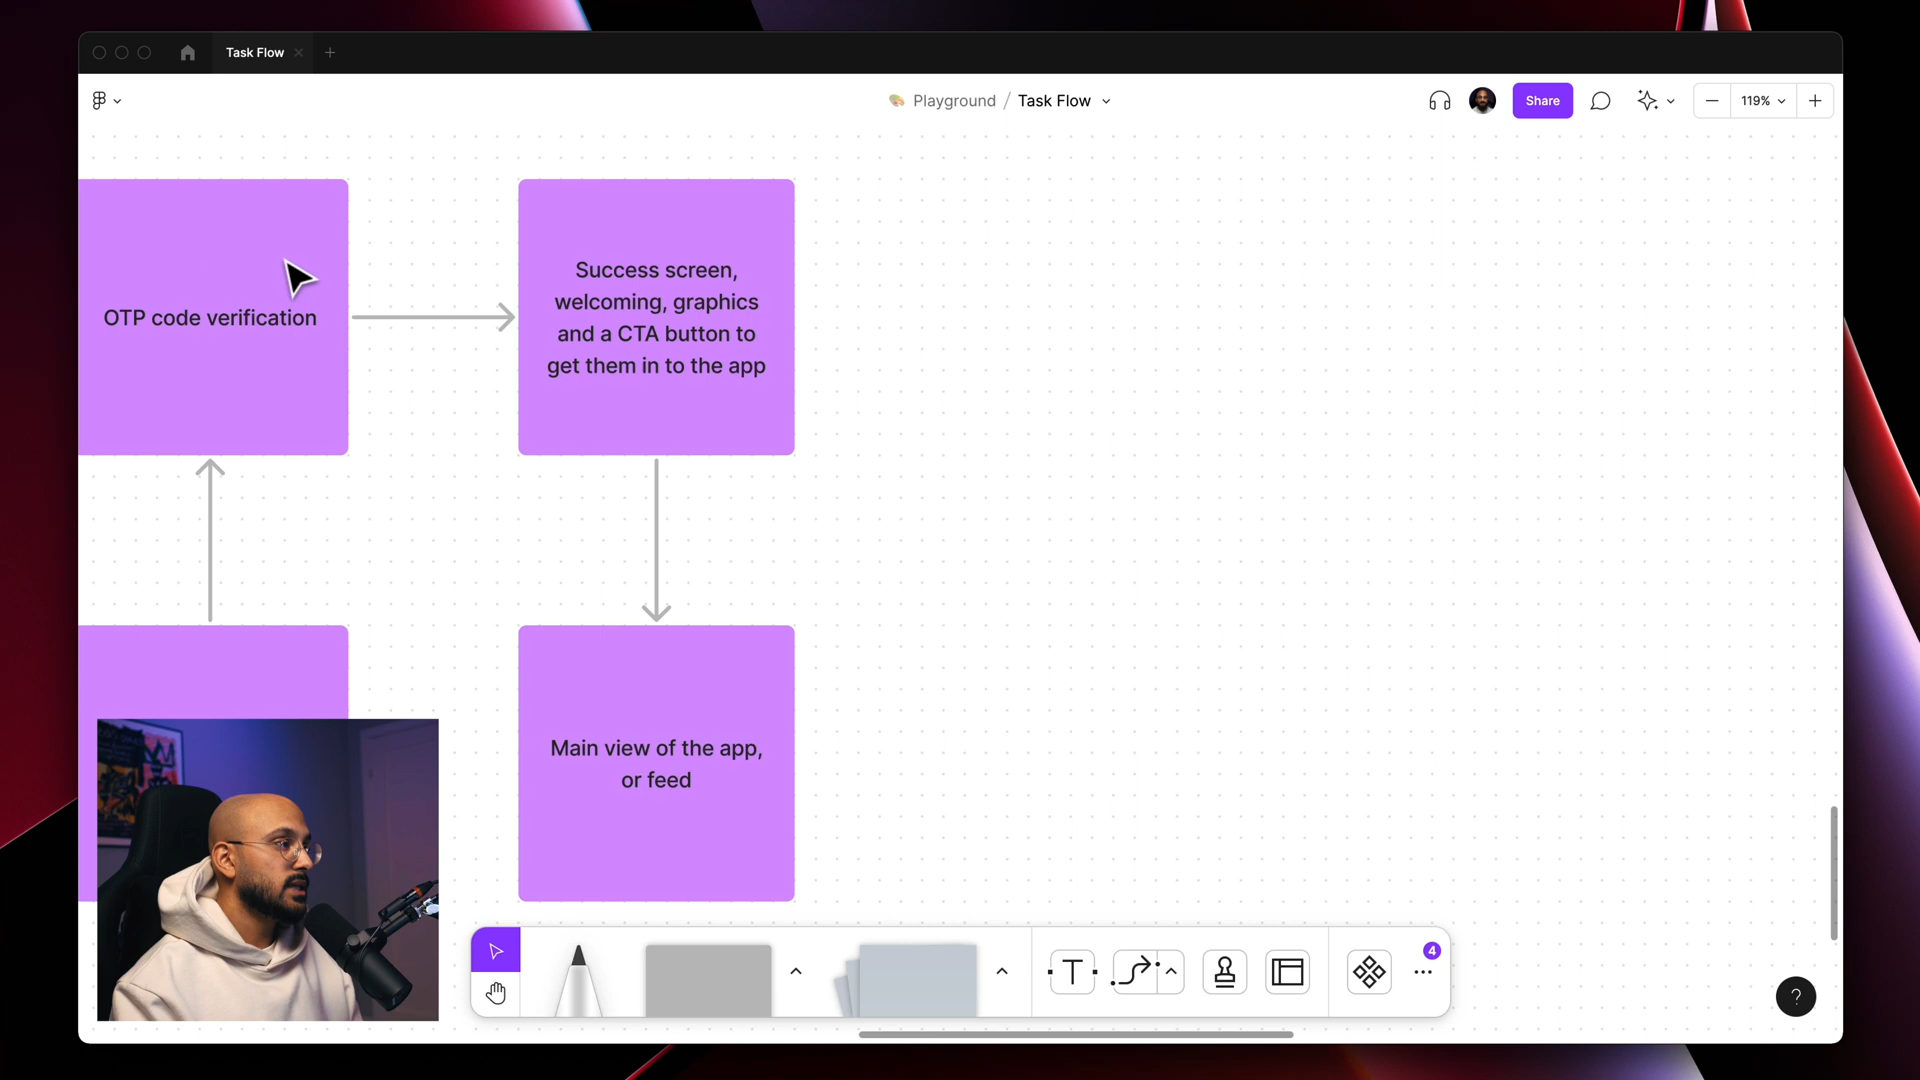 Task Flow
Playground / Task Flow
Share
119%
OTP code verification
Success screen,
welcoming, graphics
and a CTA button to
get them in to the app
Main view of the app,
or feed
T
4
?